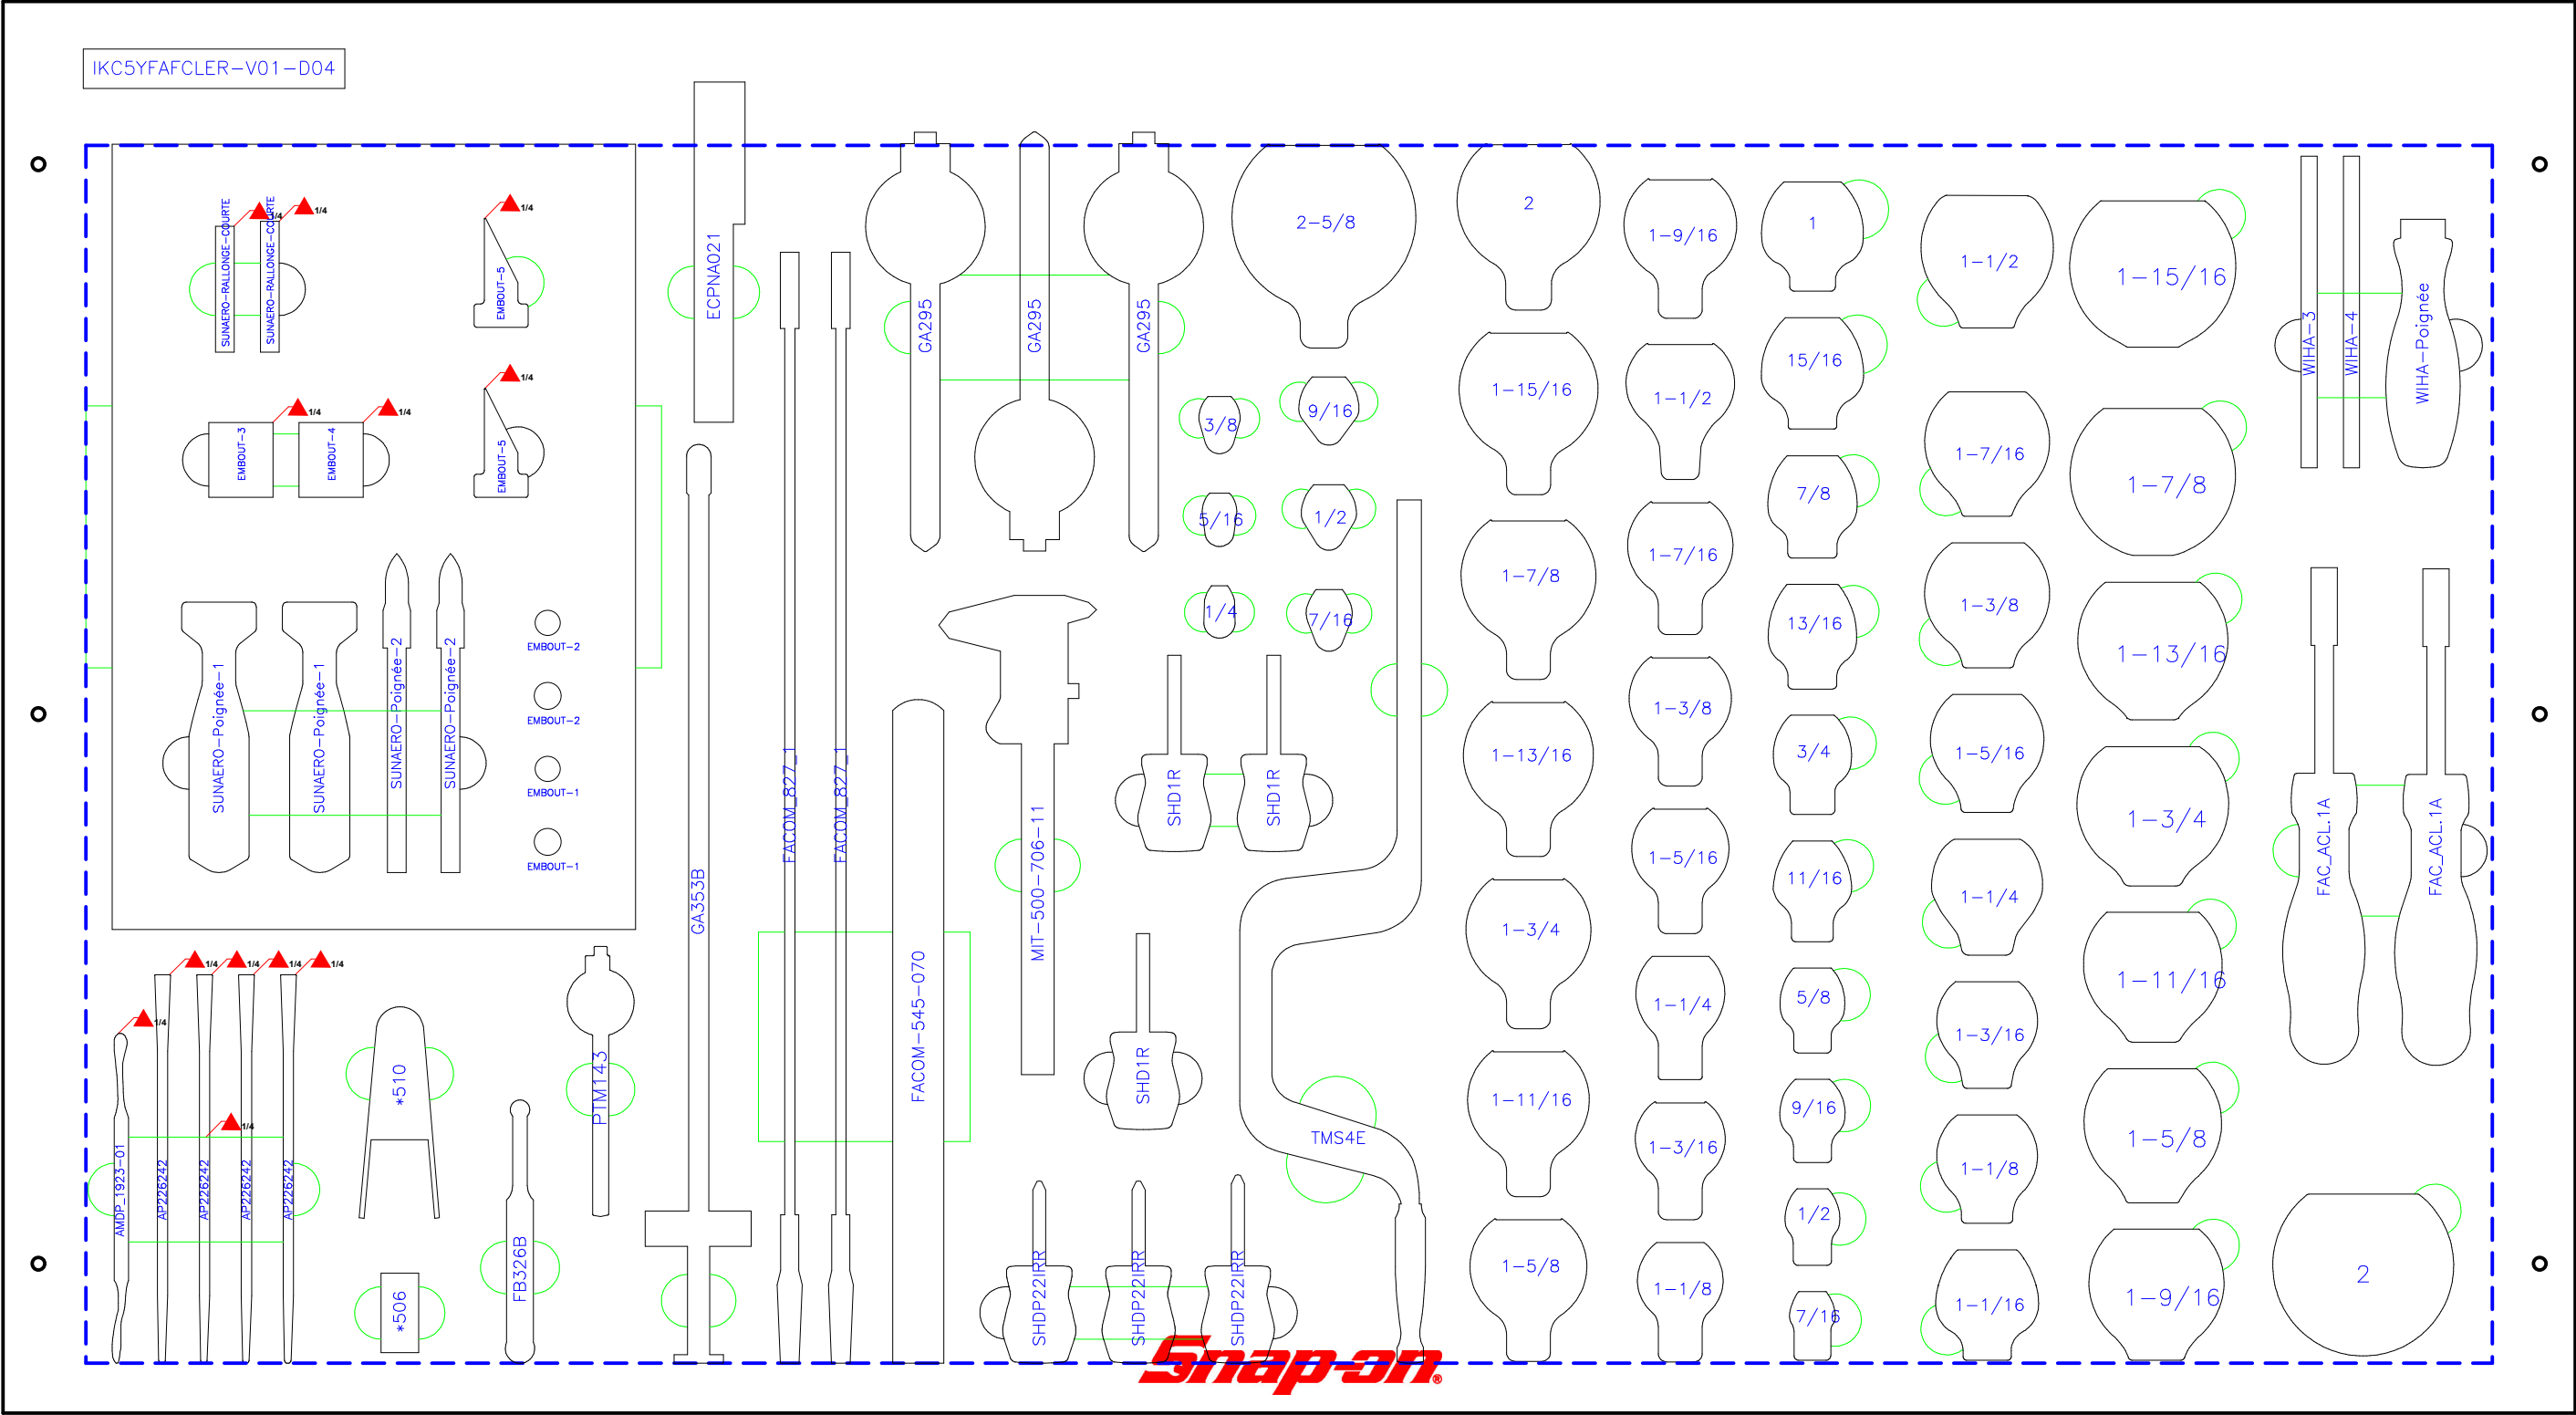 IKC5YFAFCLER-V01-D04
SUNAERO-RALLONGE-COURTE
1/4
SUNAERO-RALLONGE-COURTE
1/4
EMBOUT-5
1/4
EMBOUT-3
1/4
EMBOUT-4
1/4
EMBOUT-5
1/4
SUNAERO-Poignée-1
SUNAERO-Poignée-1
SUNAERO-Poignée-2
SUNAERO-Poignée-2
EMBOUT-2
EMBOUT-2
EMBOUT-1
EMBOUT-1
AMDP_1923-01
1/4
AP226242
1/4
AP226242
1/4
AP226242
1/4
AP226242
1/4
1/4
*510
*506
FB326B
PTM143
ECPNA021
GA353B
FACOM_827_1
FACOM_827_1
FACOM-545-070
GA295
GA295
GA295
MIT-500-706-11
SHD1R
SHD1R
SHD1R
SHDP22IRR
SHDP22IRR
SHDP22IRR
TMS4E
2-5/8
3/8
9/16
5/16
1/2
1/4
7/16
2
1-15/16
1-7/8
1-13/16
1-3/4
1-11/16
1-5/8
1-9/16
1-1/2
1-7/16
1-3/8
1-5/16
1-1/4
1-3/16
1-1/8
1
15/16
7/8
13/16
3/4
11/16
5/8
9/16
1/2
7/16
1-1/2
1-7/16
1-3/8
1-5/16
1-1/4
1-3/16
1-1/8
1-1/16
1-15/16
1-7/8
1-13/16
1-3/4
1-11/16
1-5/8
1-9/16
WIHA-3
WIHA-4
WIHA-Poignée
FAC_ACL.1A
FAC_ACL.1A
2
Snap-on®